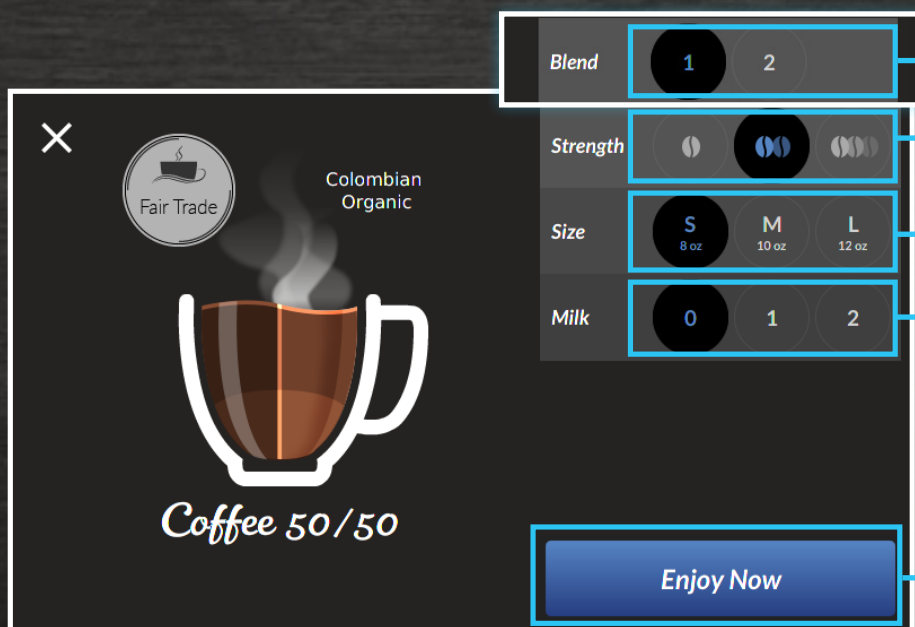 Blend
1
2
Strength
Fair Trade
Colombian
Organic
Size
S
8 oz
M
10 oz
L
12 oz
Milk
0
1
2
Coffee 50/50
Enjoy Now